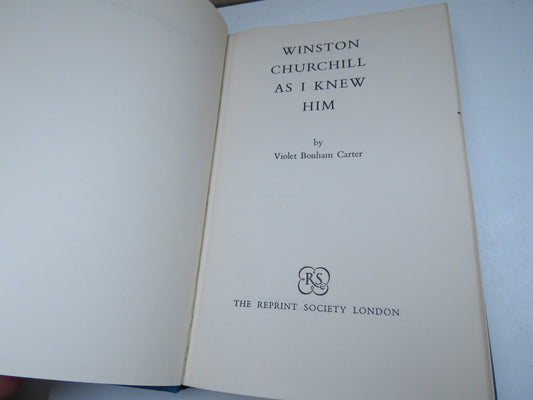 WINSTON
CHURCHILL
AS I KNEW
HIM
by
Violet Bonham Carter
RS
THE REPRINT SOCIETY LONDON